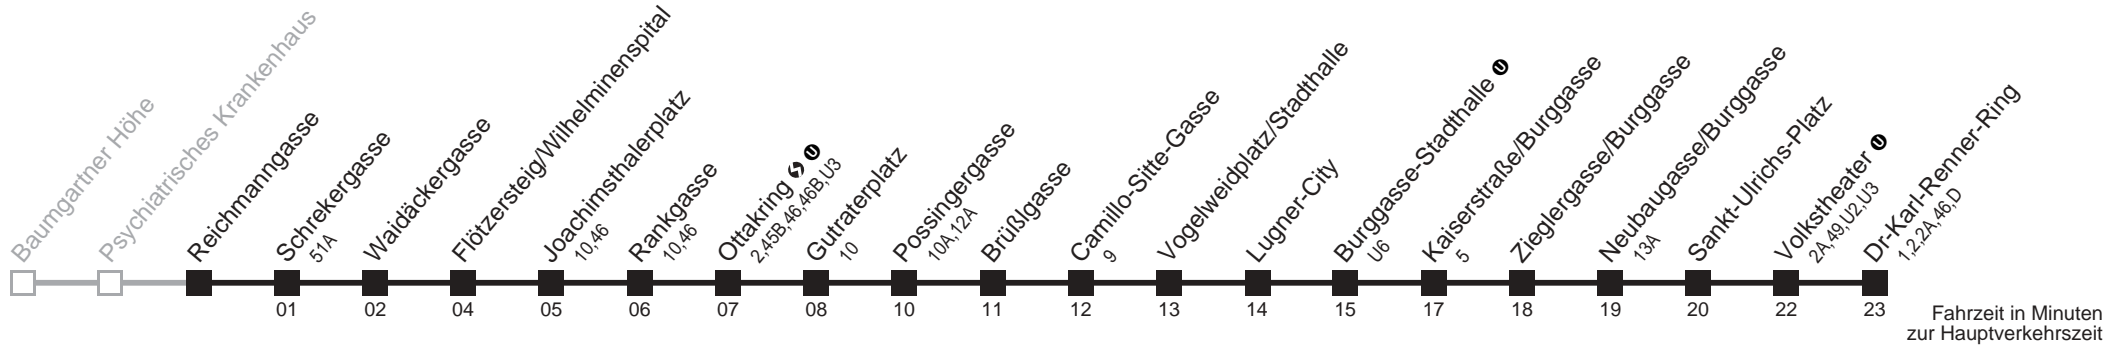 Baumgartner Höhe
Psychiatrisches Krankenhaus
Reichmanngasse
Schrekergasse
51A
Waidäckergasse
Flötzersteig/Wilhelminenspital
Joachimsthalerplatz
10,46
Rankgasse
10,46
Ottakring S U
2,45B,46,46B,U3
Gutraterplatz
10
Possingergasse
10A,12A
Brüßlgasse
Camillo-Sitte-Gasse
9
Vogelweidplatz/Stadthalle
Lugner-City
Burggasse-Stadthalle U
U6
Kaiserstraße/Burggasse
5
Zieglergasse/Burggasse
Neubaugasse/Burggasse
13A
Sankt-Ulrichs-Platz
Volkstheater U
2A,49,U2,U3
Dr-Karl-Renner-Ring
1,2,2A,46,D
01 02 04 05 06 07 08 10 11 12 13 14 15 17 18 19 20 22 23
Fahrzeit in Minuten
zur Hauptverkehrszeit